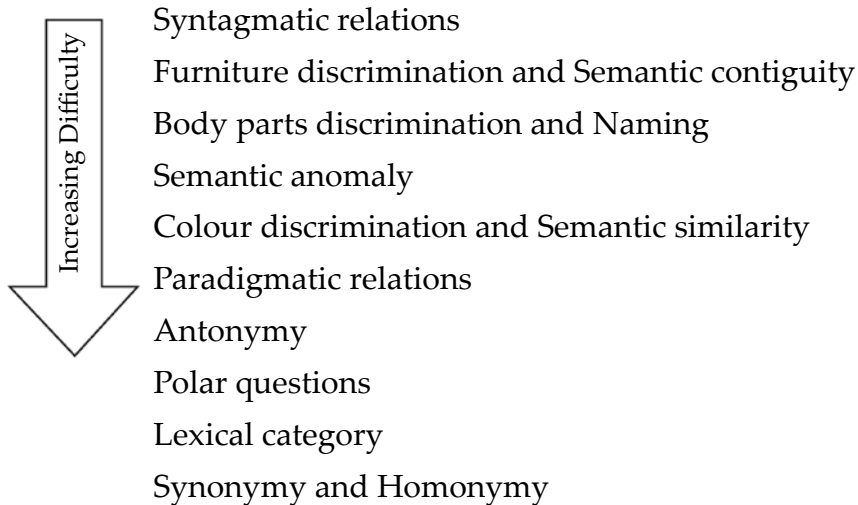 Increasing Difficulty
Syntagmatic relations
Furniture discrimination and Semantic contiguity
Body parts discrimination and Naming
Semantic anomaly
Colour discrimination and Semantic similarity
Paradigmatic relations
Antonymy
Polar questions
Lexical category
Synonymy and Homonymy